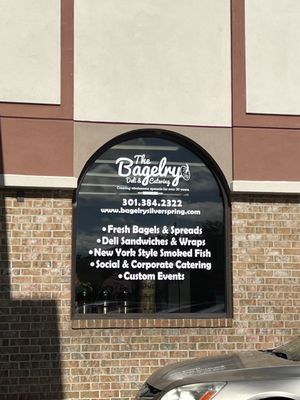 The
Bagelry
Deli & Catering
Creating wholesome specials for over 30 years
301.384.2322
www.bagelrysilverspring.com
• Fresh Bagels & Spreads
• Deli Sandwiches & Wraps
• New York Style Smoked Fish
• Social & Corporate Catering
• Custom Events